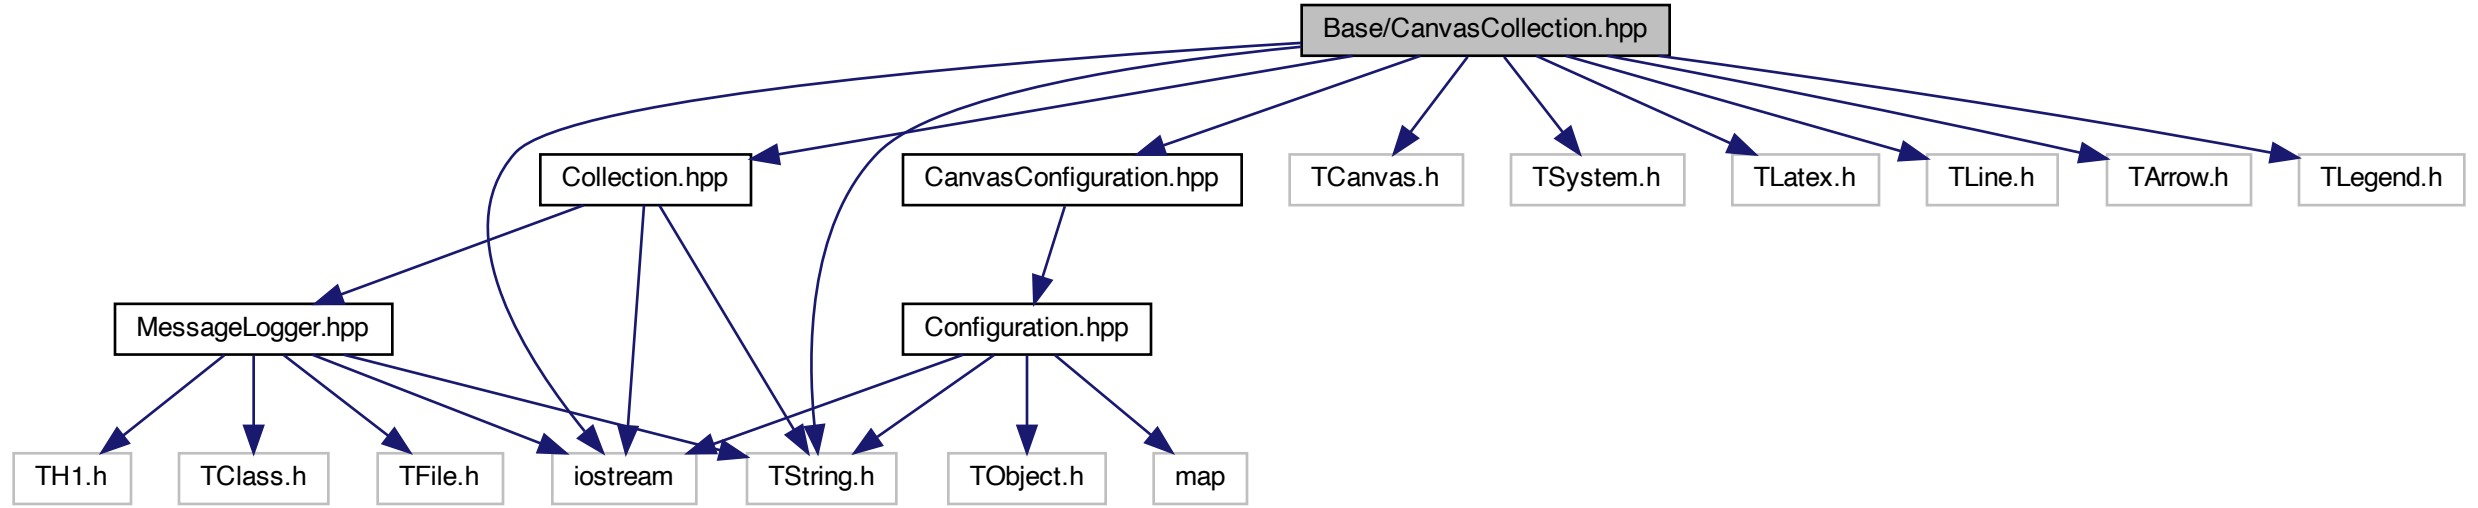 Base/CanvasCollection.hpp
Collection.hpp
CanvasConfiguration.hpp
TCanvas.h
TSystem.h
TLatex.h
TLine.h
TArrow.h
TLegend.h
MessageLogger.hpp
Configuration.hpp
TH1.h
TClass.h
TFile.h
iostream
TString.h
TObject.h
map